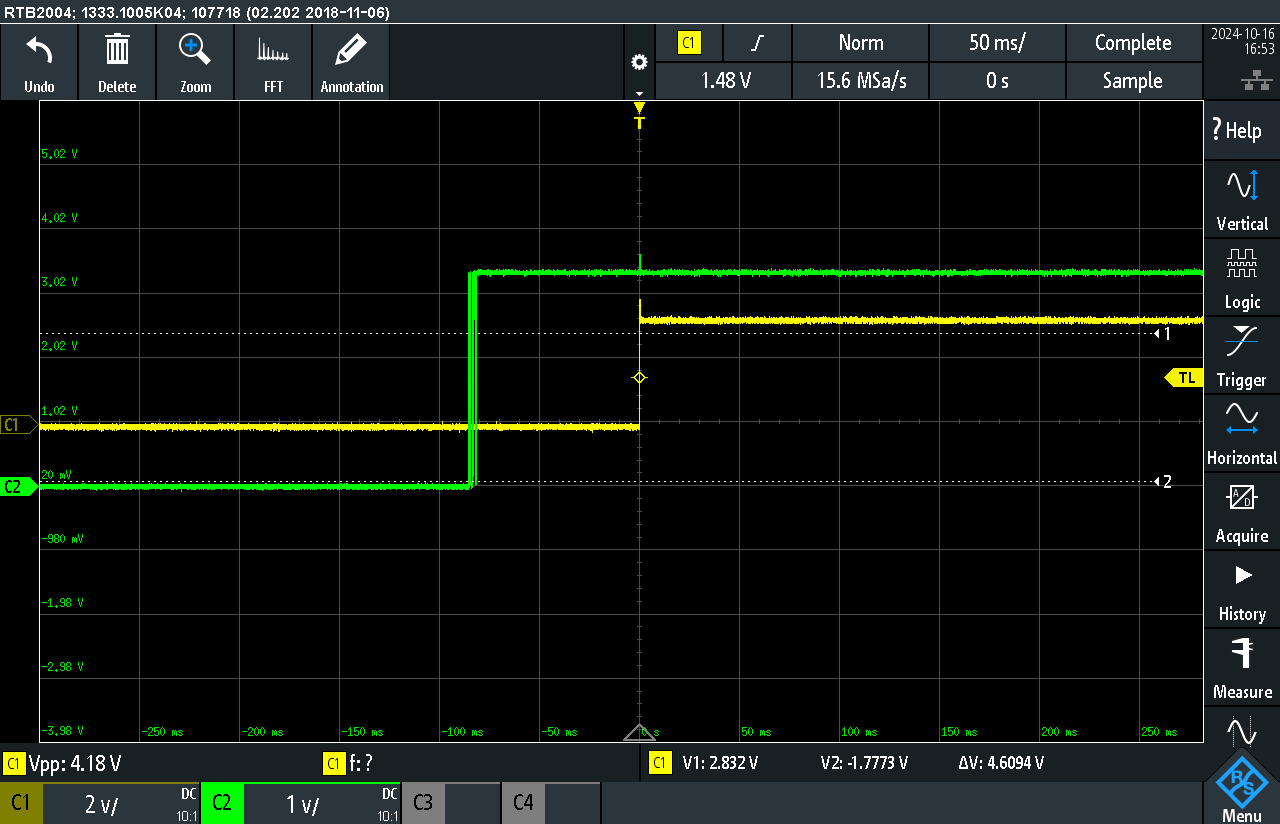 RTB2004; 1333.1005K04; 107718 (02.202 2018-11-06)
Undo
Delete
Zoom
FFT
Annotation
C1
Norm
50 ms/
Complete
1.48 V
15.6 MSa/s
0 s
Sample
2024-10-16
16:53
? Help
Vertical
Logic
Trigger
Horizontal
A/D
Acquire
History
Measure
R&S
Menu
T
5.02 V
4.02 V
3.02 V
2.02 V
1.02 V
20 mV
-980 mV
-1.98 V
-2.98 V
-3.98 V
C1
C2
1
TL
2
-250 ms
-200 ms
-150 ms
-100 ms
-50 ms
0 s
50 ms
100 ms
150 ms
200 ms
250 ms
C1 Vpp: 4.18 V
C1 f: ?
C1 V1: 2.832 V V2: -1.7773 V ΔV: 4.6094 V
C1 2 V/ DC 10:1
C2 1 V/ DC 10:1
C3
C4